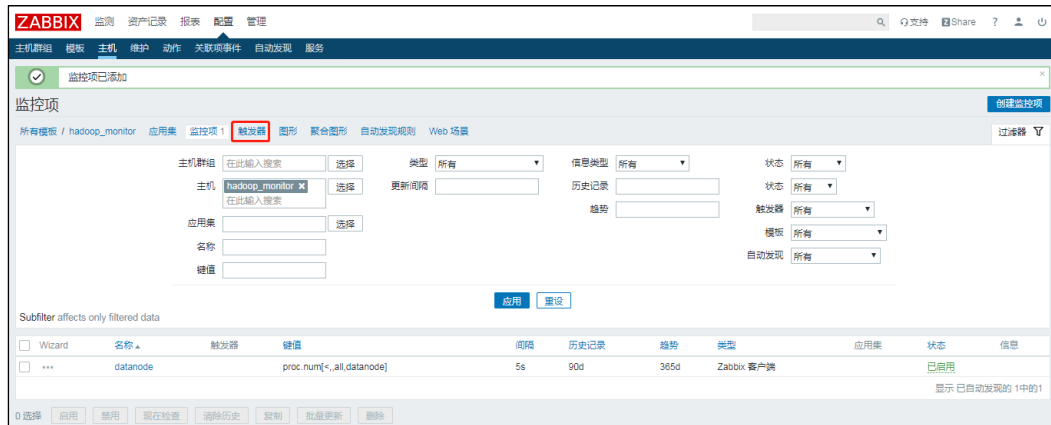 ZABBIX 监测 资产记录 报表 配置 管理 支持 Share ?
主机群组 模板 主机 维护 动作 关联项事件 自动发现 服务
监控项已添加 ×
监控项 创建监控项
所有模板 / hadoop_monitor 应用集 监控项 1 触发器 图形 聚合图形 自动发现规则 Web 场景 过滤器
主机群组 在此输入搜索 选择 类型 所有 信息类型 所有 状态 所有
主机 hadoop_monitor × 选择 更新间隔 历史记录 状态 所有
在此输入搜索 趋势 触发器 所有
应用集 选择 模板 所有
名称 自动发现 所有
键值
应用 重设
Subfilter affects only filtered data
Wizard 名称 触发器 键值 间隔 历史记录 趋势 类型 应用集 状态 信息
datanode proc.num[<,,all,datanode] 5s 90d 365d Zabbix 客户端 已启用
显示 已自动发现的 1中的1
0 选择 启用 禁用 现在检查 清除历史 复制 批量更新 删除